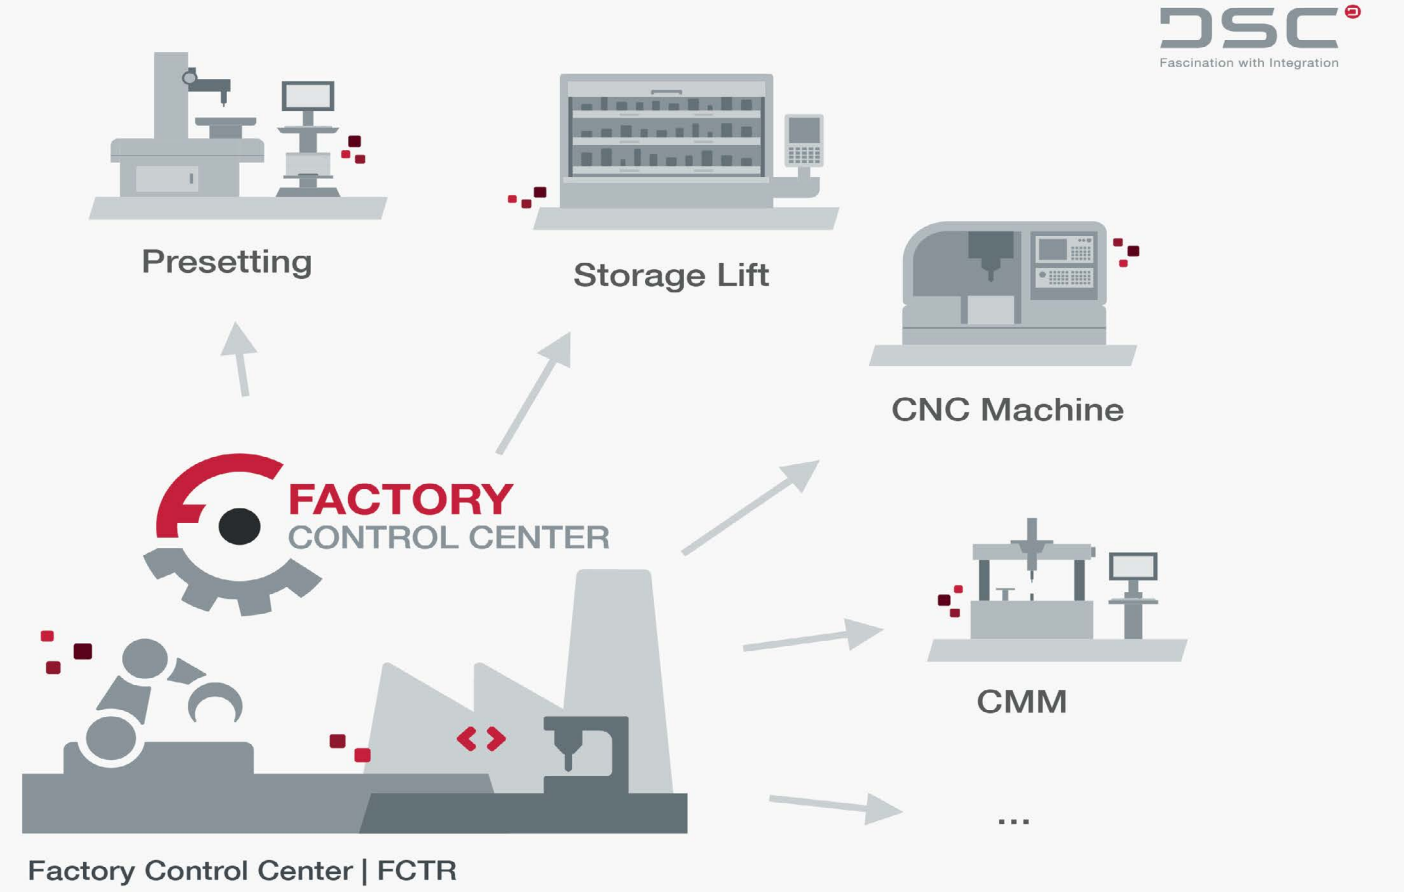 DSC
Fascination with Integration
Presetting
Storage Lift
CNC Machine
FACTORY
CONTROL CENTER
CMM
...
Factory Control Center | FCTR